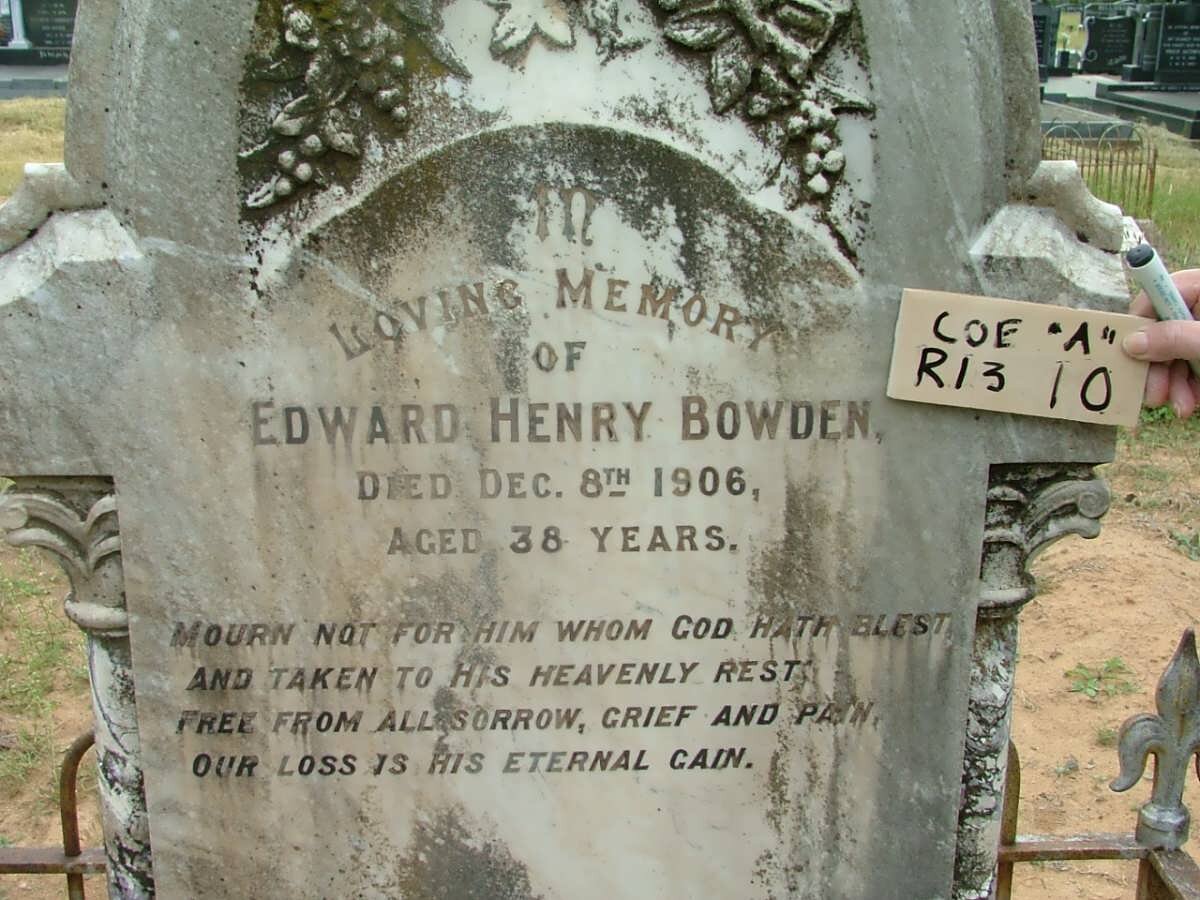 In
Loving Memory
OF
Edward Henry Bowden,
Died Dec. 8th 1906,
Aged 38 years.
Mourn not for him whom God hath blest,
and taken to His heavenly rest;
Free from all sorrow, grief and pain,
Our loss is his eternal gain.
COE "A"
R13 10